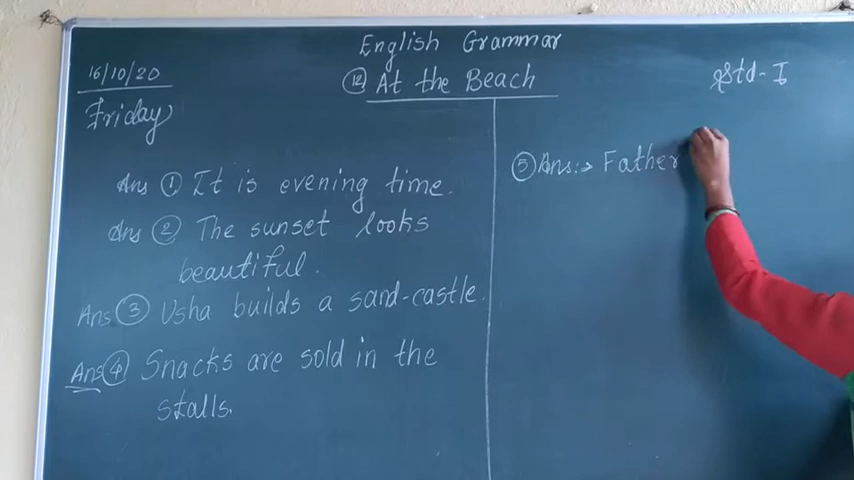 English Grammar
16/10/20
⑫ At the Beach
Std-I
Friday
Ans ① It is evening time.
Ans ② The sunset looks
beautiful.
Ans. ③ Usha builds a sand-castle.
Ans ④ Snacks are sold in the
stalls.
⑤ Ans:-> Father